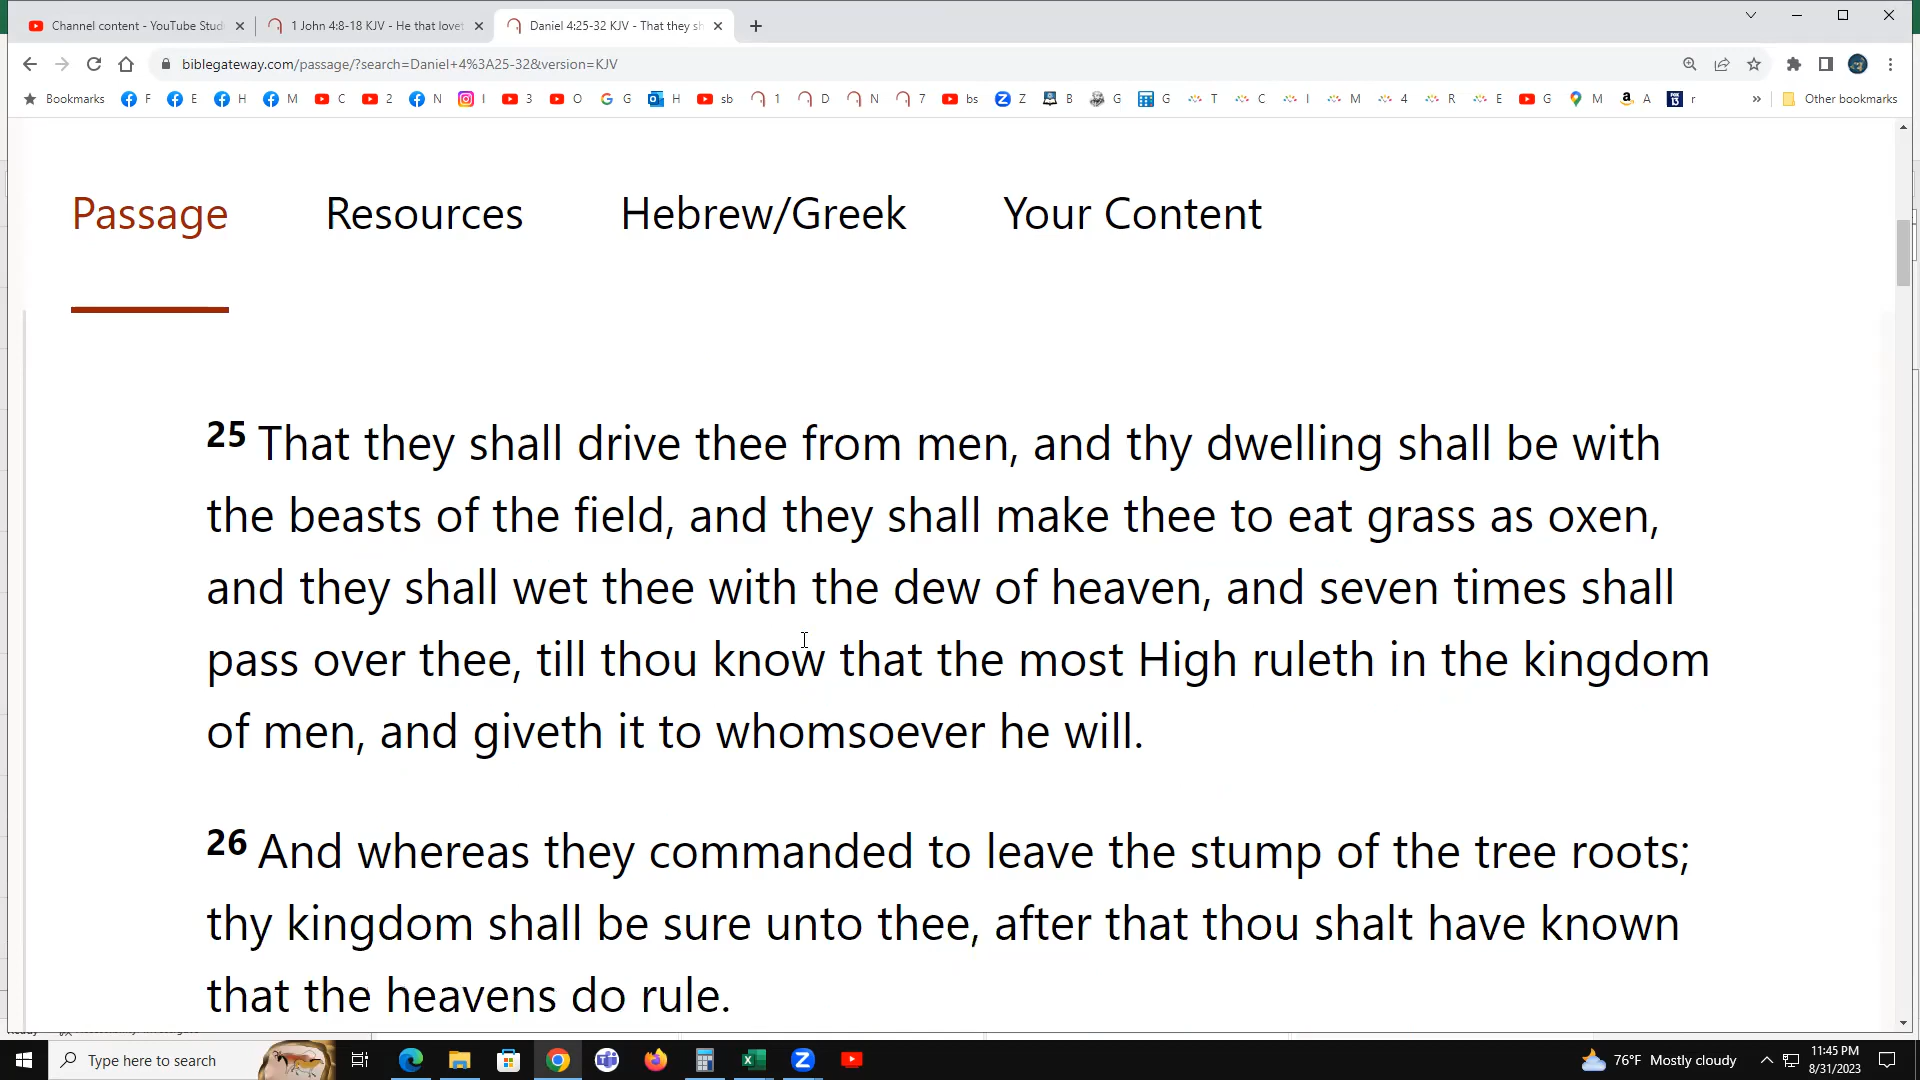 Channel content - YouTube Stud
1 John 4:8-18 KJV - He that lovet
Daniel 4:25-32 KJV - That they sh
biblegateway.com/passage/?search=Daniel+4%3A25-32&version=KJV
Bookmarks F E H M C 2 N I 3 O G H sb 1 D N 7 bs Z B G G T C I M 4 R E G M A r » Other bookmarks
Passage Resources Hebrew/Greek Your Content
25 That they shall drive thee from men, and thy dwelling shall be with
the beasts of the field, and they shall make thee to eat grass as oxen,
and they shall wet thee with the dew of heaven, and seven times shall
pass over thee, till thou know that the most High ruleth in the kingdom
of men, and giveth it to whomsoever he will.
26 And whereas they commanded to leave the stump of the tree roots;
thy kingdom shall be sure unto thee, after that thou shalt have known
that the heavens do rule.
Type here to search
76°F Mostly cloudy
11:45 PM
8/31/2023